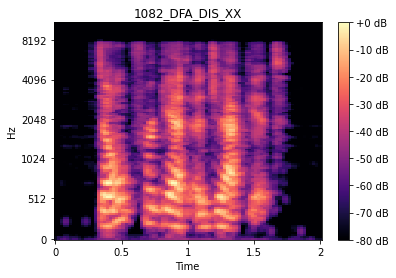 1082_DFA_DIS_XX
8192
4096
2048
1024
512
0
Hz
0
0.5
1
1.5
2
Time
+0 dB
-10 dB
-20 dB
-30 dB
-40 dB
-50 dB
-60 dB
-70 dB
-80 dB